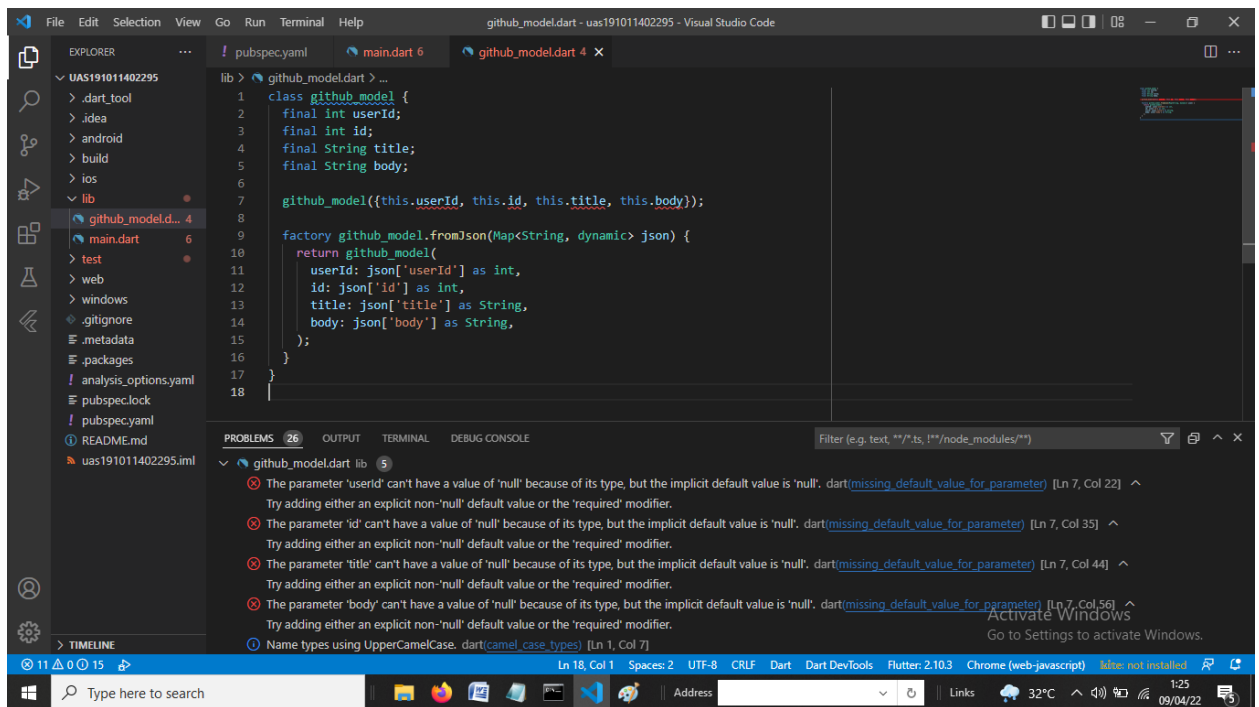 File Edit Selection View Go Run Terminal Help github_model.dart - uas191011402295 - Visual Studio Code
EXPLORER ...
UAS191011402295
.dart_tool
.idea
android
build
ios
lib
github_model.d... 4
main.dart 6
test
web
windows
.gitignore
.metadata
.packages
analysis_options.yaml
pubspec.lock
pubspec.yaml
README.md
uas191011402295.iml
TIMELINE
! pubspec.yaml main.dart 6 github_model.dart 4 ×
lib > github_model.dart > ...
1 class github_model {
2 final int userId;
3 final int id;
4 final String title;
5 final String body;
6
7 github_model({this.userId, this.id, this.title, this.body});
8
9 factory github_model.fromJson(Map<String, dynamic> json) {
10 return github_model(
11 userId: json['userId'] as int,
12 id: json['id'] as int,
13 title: json['title'] as String,
14 body: json['body'] as String,
15 );
16 }
17 }
18
PROBLEMS 26 OUTPUT TERMINAL DEBUG CONSOLE Filter (e.g. text, **/*.ts, !**/node_modules/**)
github_model.dart lib 5
The parameter 'userId' can't have a value of 'null' because of its type, but the implicit default value is 'null'. dart(missing_default_value_for_parameter) [Ln 7, Col 22]
Try adding either an explicit non-'null' default value or the 'required' modifier.
The parameter 'id' can't have a value of 'null' because of its type, but the implicit default value is 'null'. dart(missing_default_value_for_parameter) [Ln 7, Col 35]
Try adding either an explicit non-'null' default value or the 'required' modifier.
The parameter 'title' can't have a value of 'null' because of its type, but the implicit default value is 'null'. dart(missing_default_value_for_parameter) [Ln 7, Col 44]
Try adding either an explicit non-'null' default value or the 'required' modifier.
The parameter 'body' can't have a value of 'null' because of its type, but the implicit default value is 'null'. dart(missing_default_value_for_parameter) [Ln 7, Col 56]
Try adding either an explicit non-'null' default value or the 'required' modifier.
Name types using UpperCamelCase. dart(camel_case_types) [Ln 1, Col 7]
Activate Windows
Go to Settings to activate Windows.
11 0 15 Ln 18, Col 1 Spaces: 2 UTF-8 CRLF Dart Dart DevTools Flutter: 2.10.3 Chrome (web-javascript) kite: not installed
Type here to search Address Links 32°C 1:25
09/04/22 5